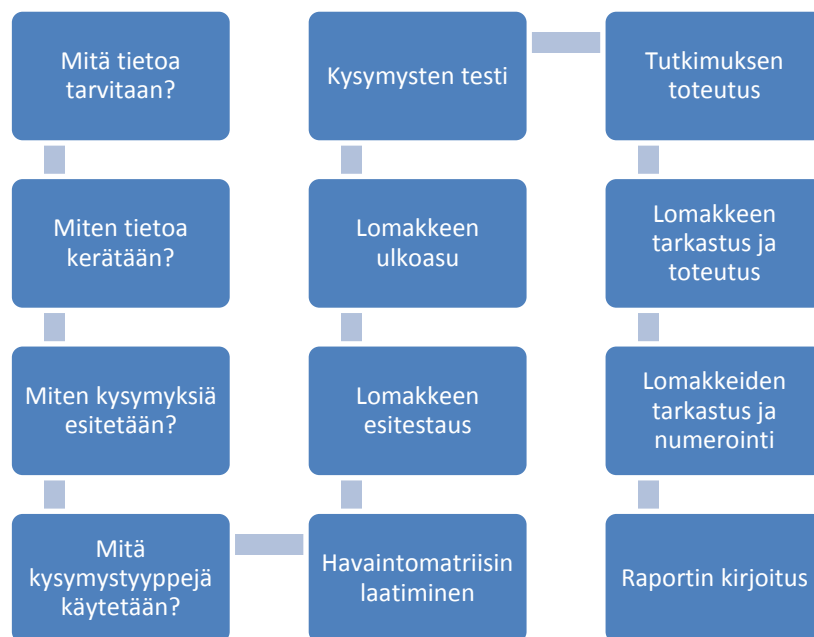 Mitä tietoa
tarvitaan?
Miten tietoa
kerätään?
Miten kysymyksiä
esitetään?
Mitä
kysymystyyppejä
käytetään?
Havaintomatriisin
laatiminen
Lomakkeen
esitestaus
Lomakkeen
ulkoasu
Kysymysten testi
Tutkimuksen
toteutus
Lomakkeen
tarkastus ja
toteutus
Lomakkeiden
tarkastus ja
numerointi
Raportin kirjoitus